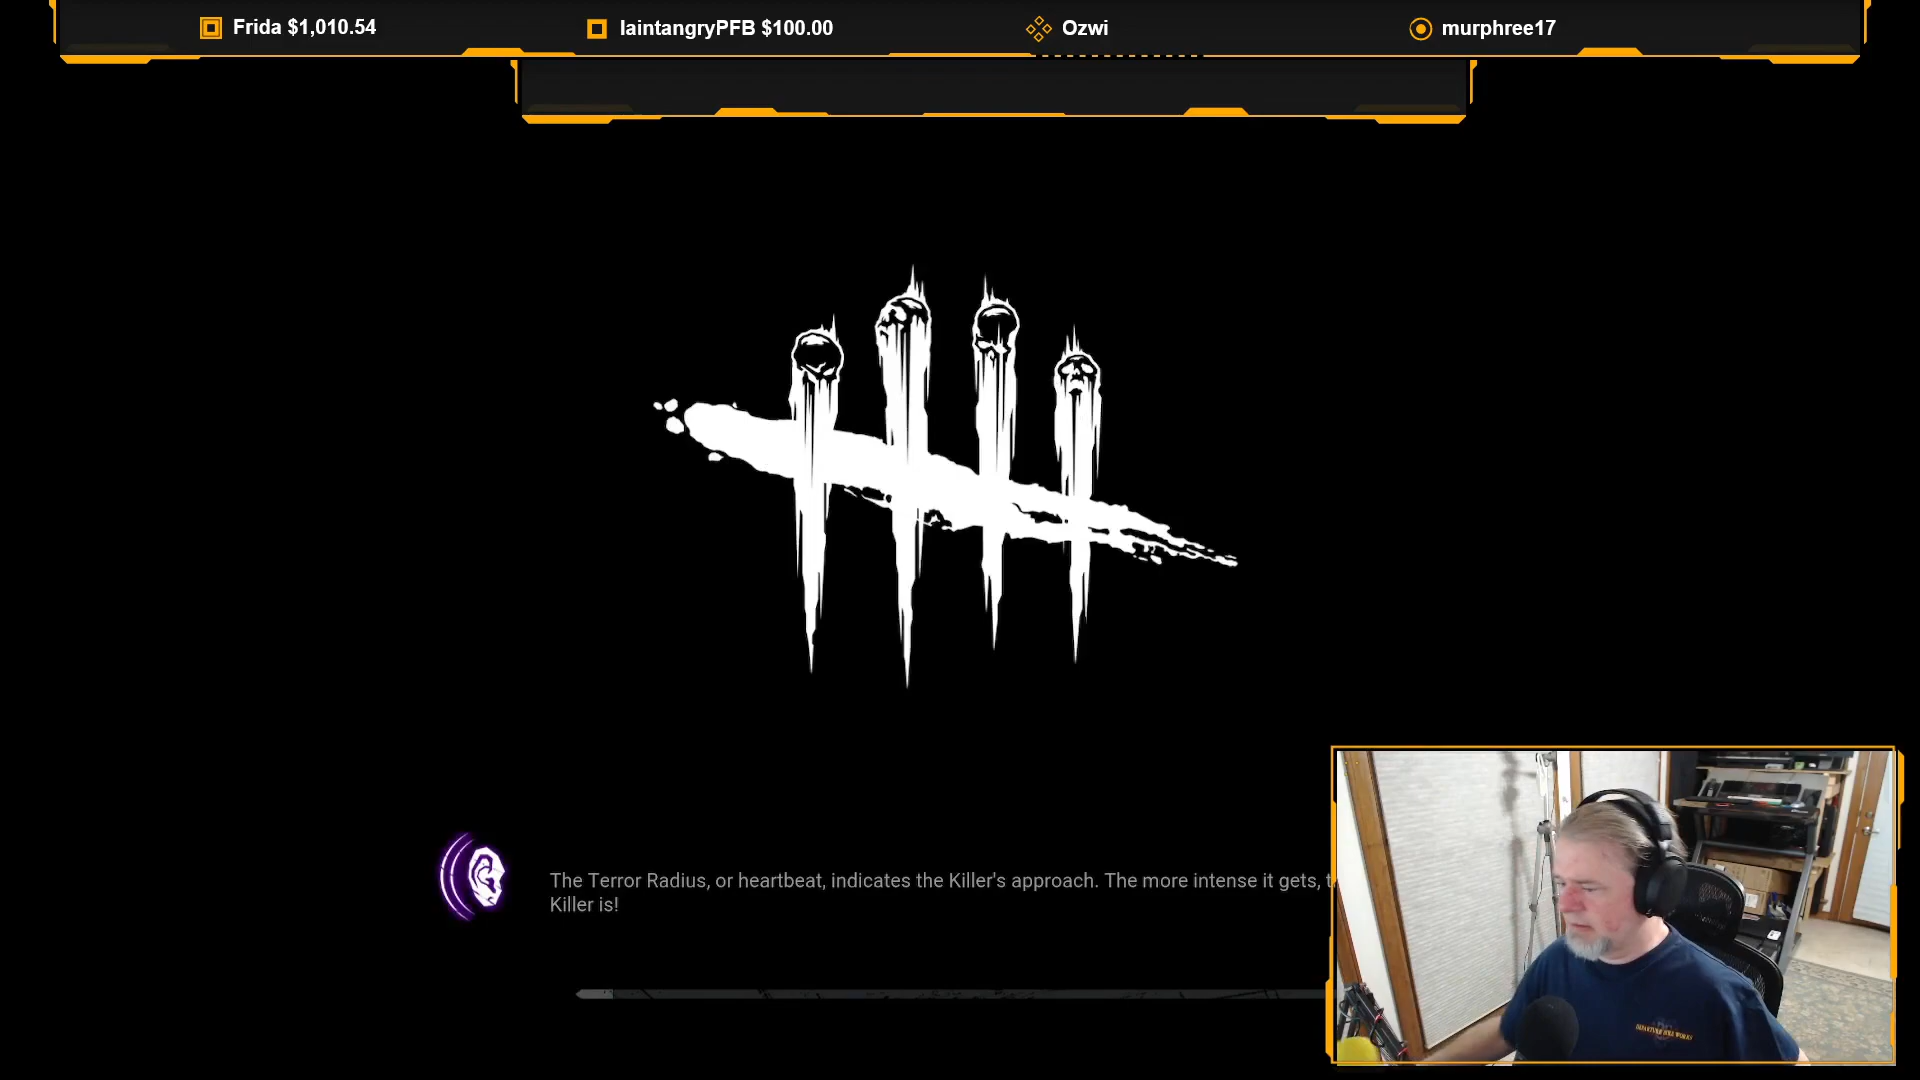 Frida $1,010.54
IaintangryPFB $100.00
Ozwi
murphree17
The Terror Radius, or heartbeat, indicates the Killer's approach. The more intense it gets, t
Killer is!